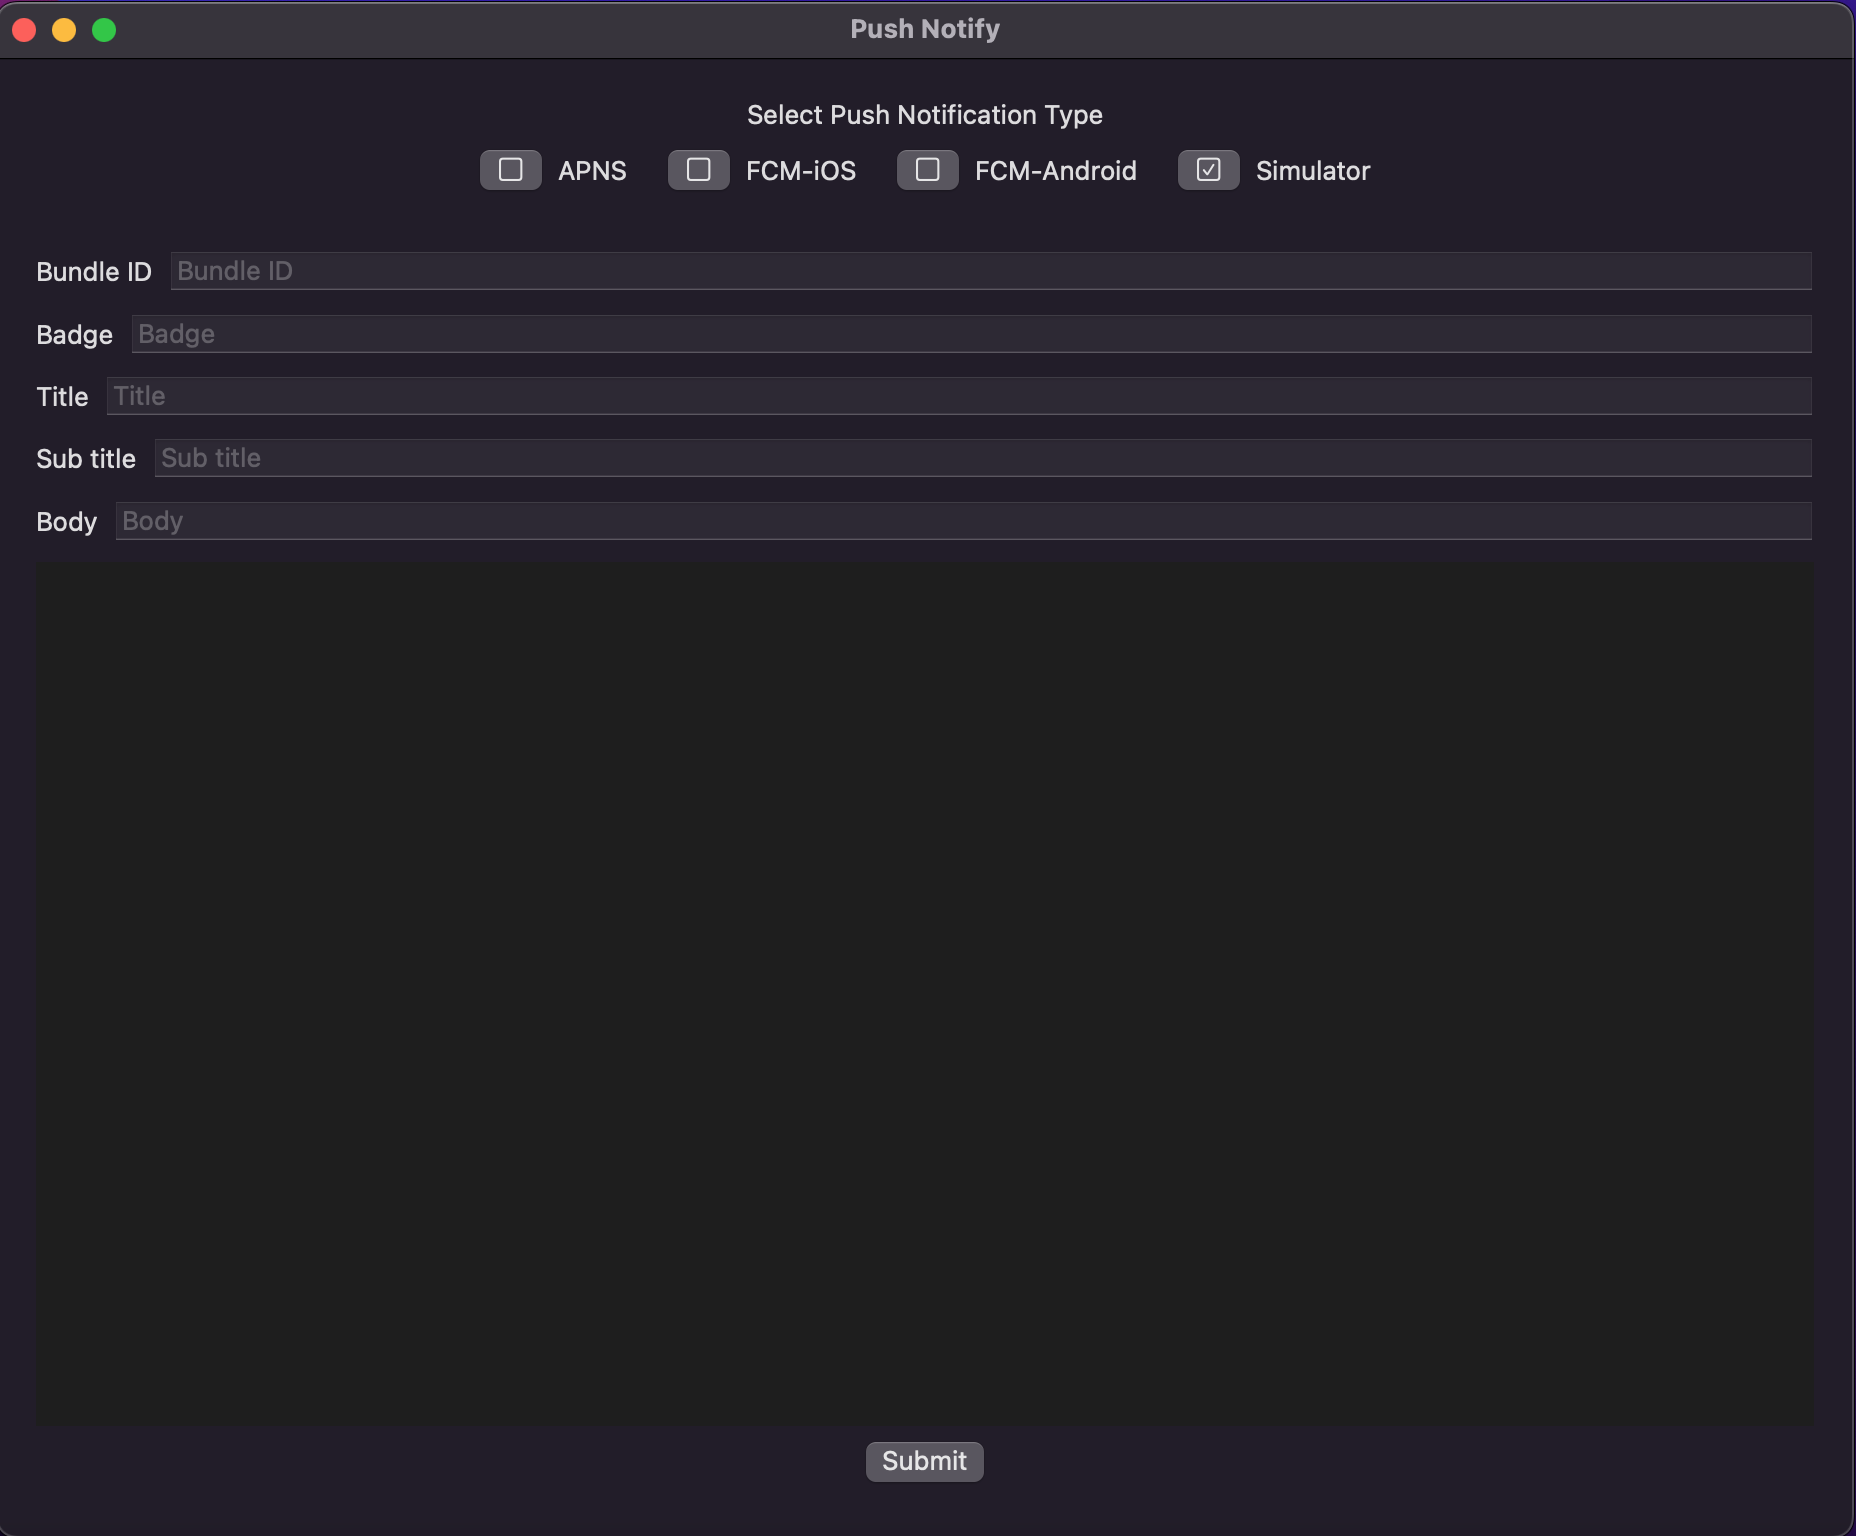 Push Notify
Select Push Notification Type
APNS FCM-iOS FCM-Android Simulator
Bundle ID Bundle ID
Badge Badge
Title Title
Sub title Sub title
Body Body
Submit